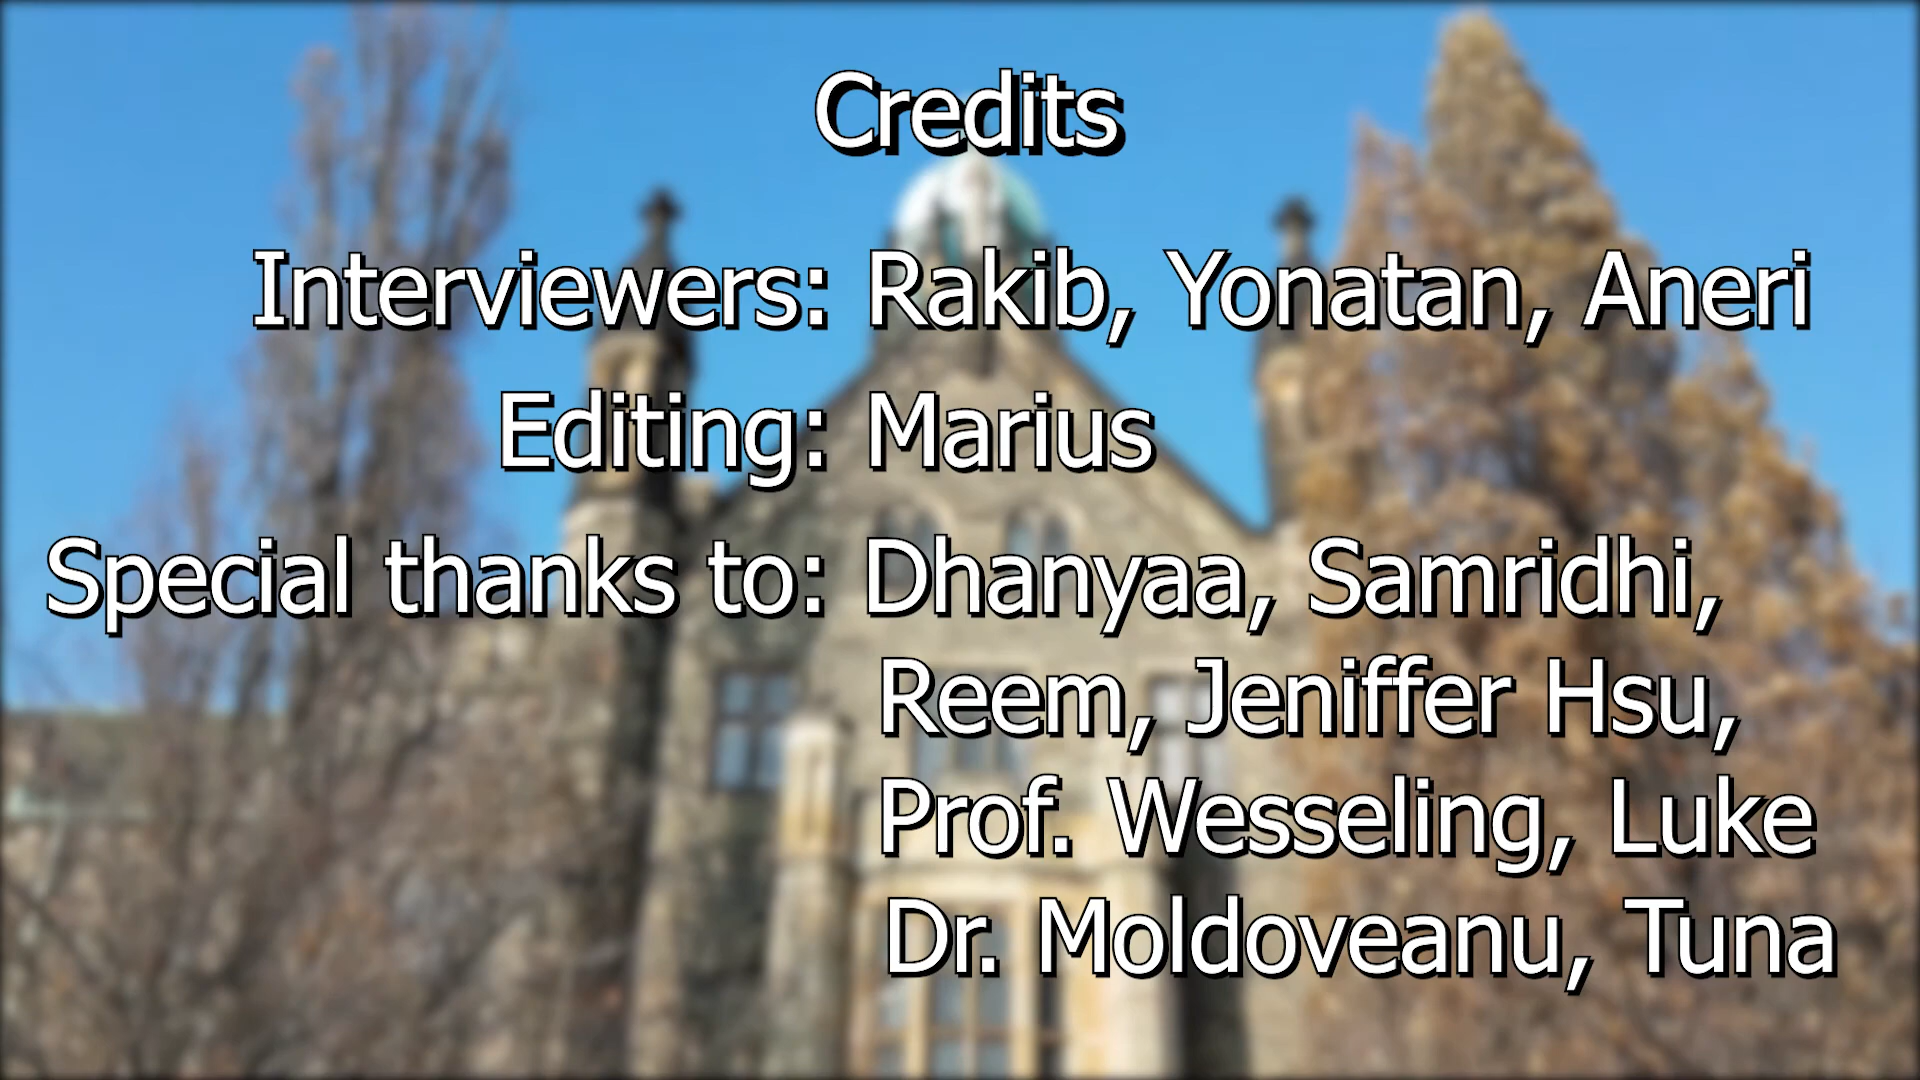 Credits
Interviewers: Rakib, Yonatan, Aneri
Editing: Marius
Special thanks to: Dhanyaa, Samridhi,
Reem, Jeniffer Hsu,
Prof. Wesseling, Luke
Dr. Moldoveanu, Tuna